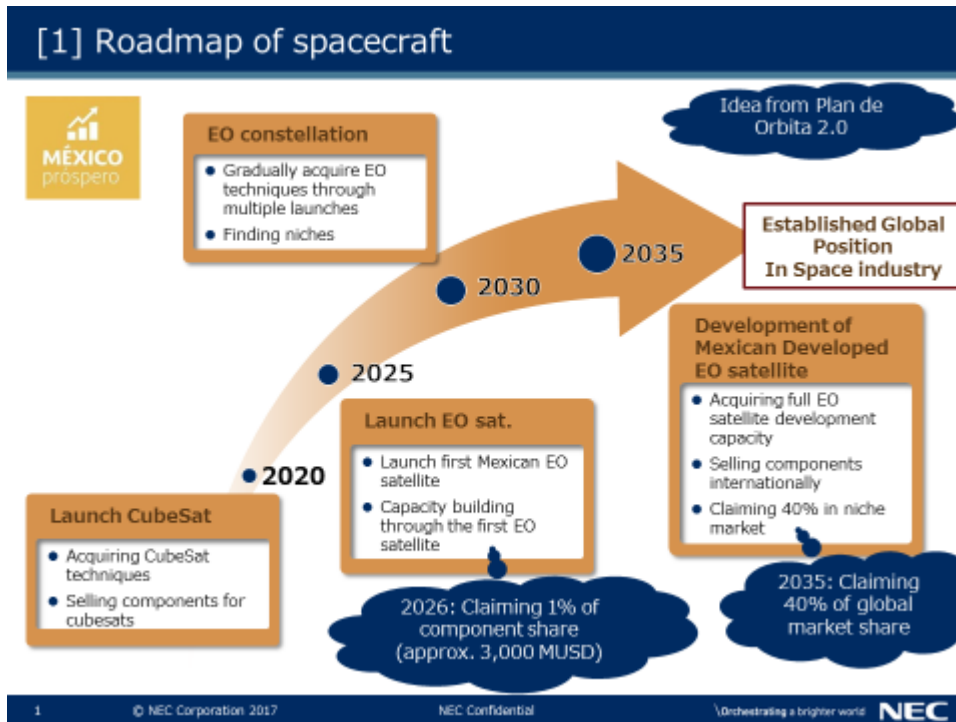 [1] Roadmap of spacecraft
MÉXICO
próspero
EO constellation
Gradually acquire EO
techniques through
multiple launches
Finding niches
Idea from Plan de
Orbita 2.0
Established Global
Position
In Space industry
2035
2030
2025
2020
Development of
Mexican Developed
EO satellite
Acquiring full EO
satellite development
capacity
Selling components
internationally
Claiming 40% in niche
market
Launch EO sat.
Launch first Mexican EO
satellite
Capacity building
through the first EO
satellite
Launch CubeSat
Acquiring CubeSat
techniques
Selling components for
cubesats
2026: Claiming 1% of
component share
(approx. 3,000 MUSD)
2035: Claiming
40% of global
market share
1
© NEC Corporation 2017
NEC Confidential
\Orchestrating a brighter world
NEC